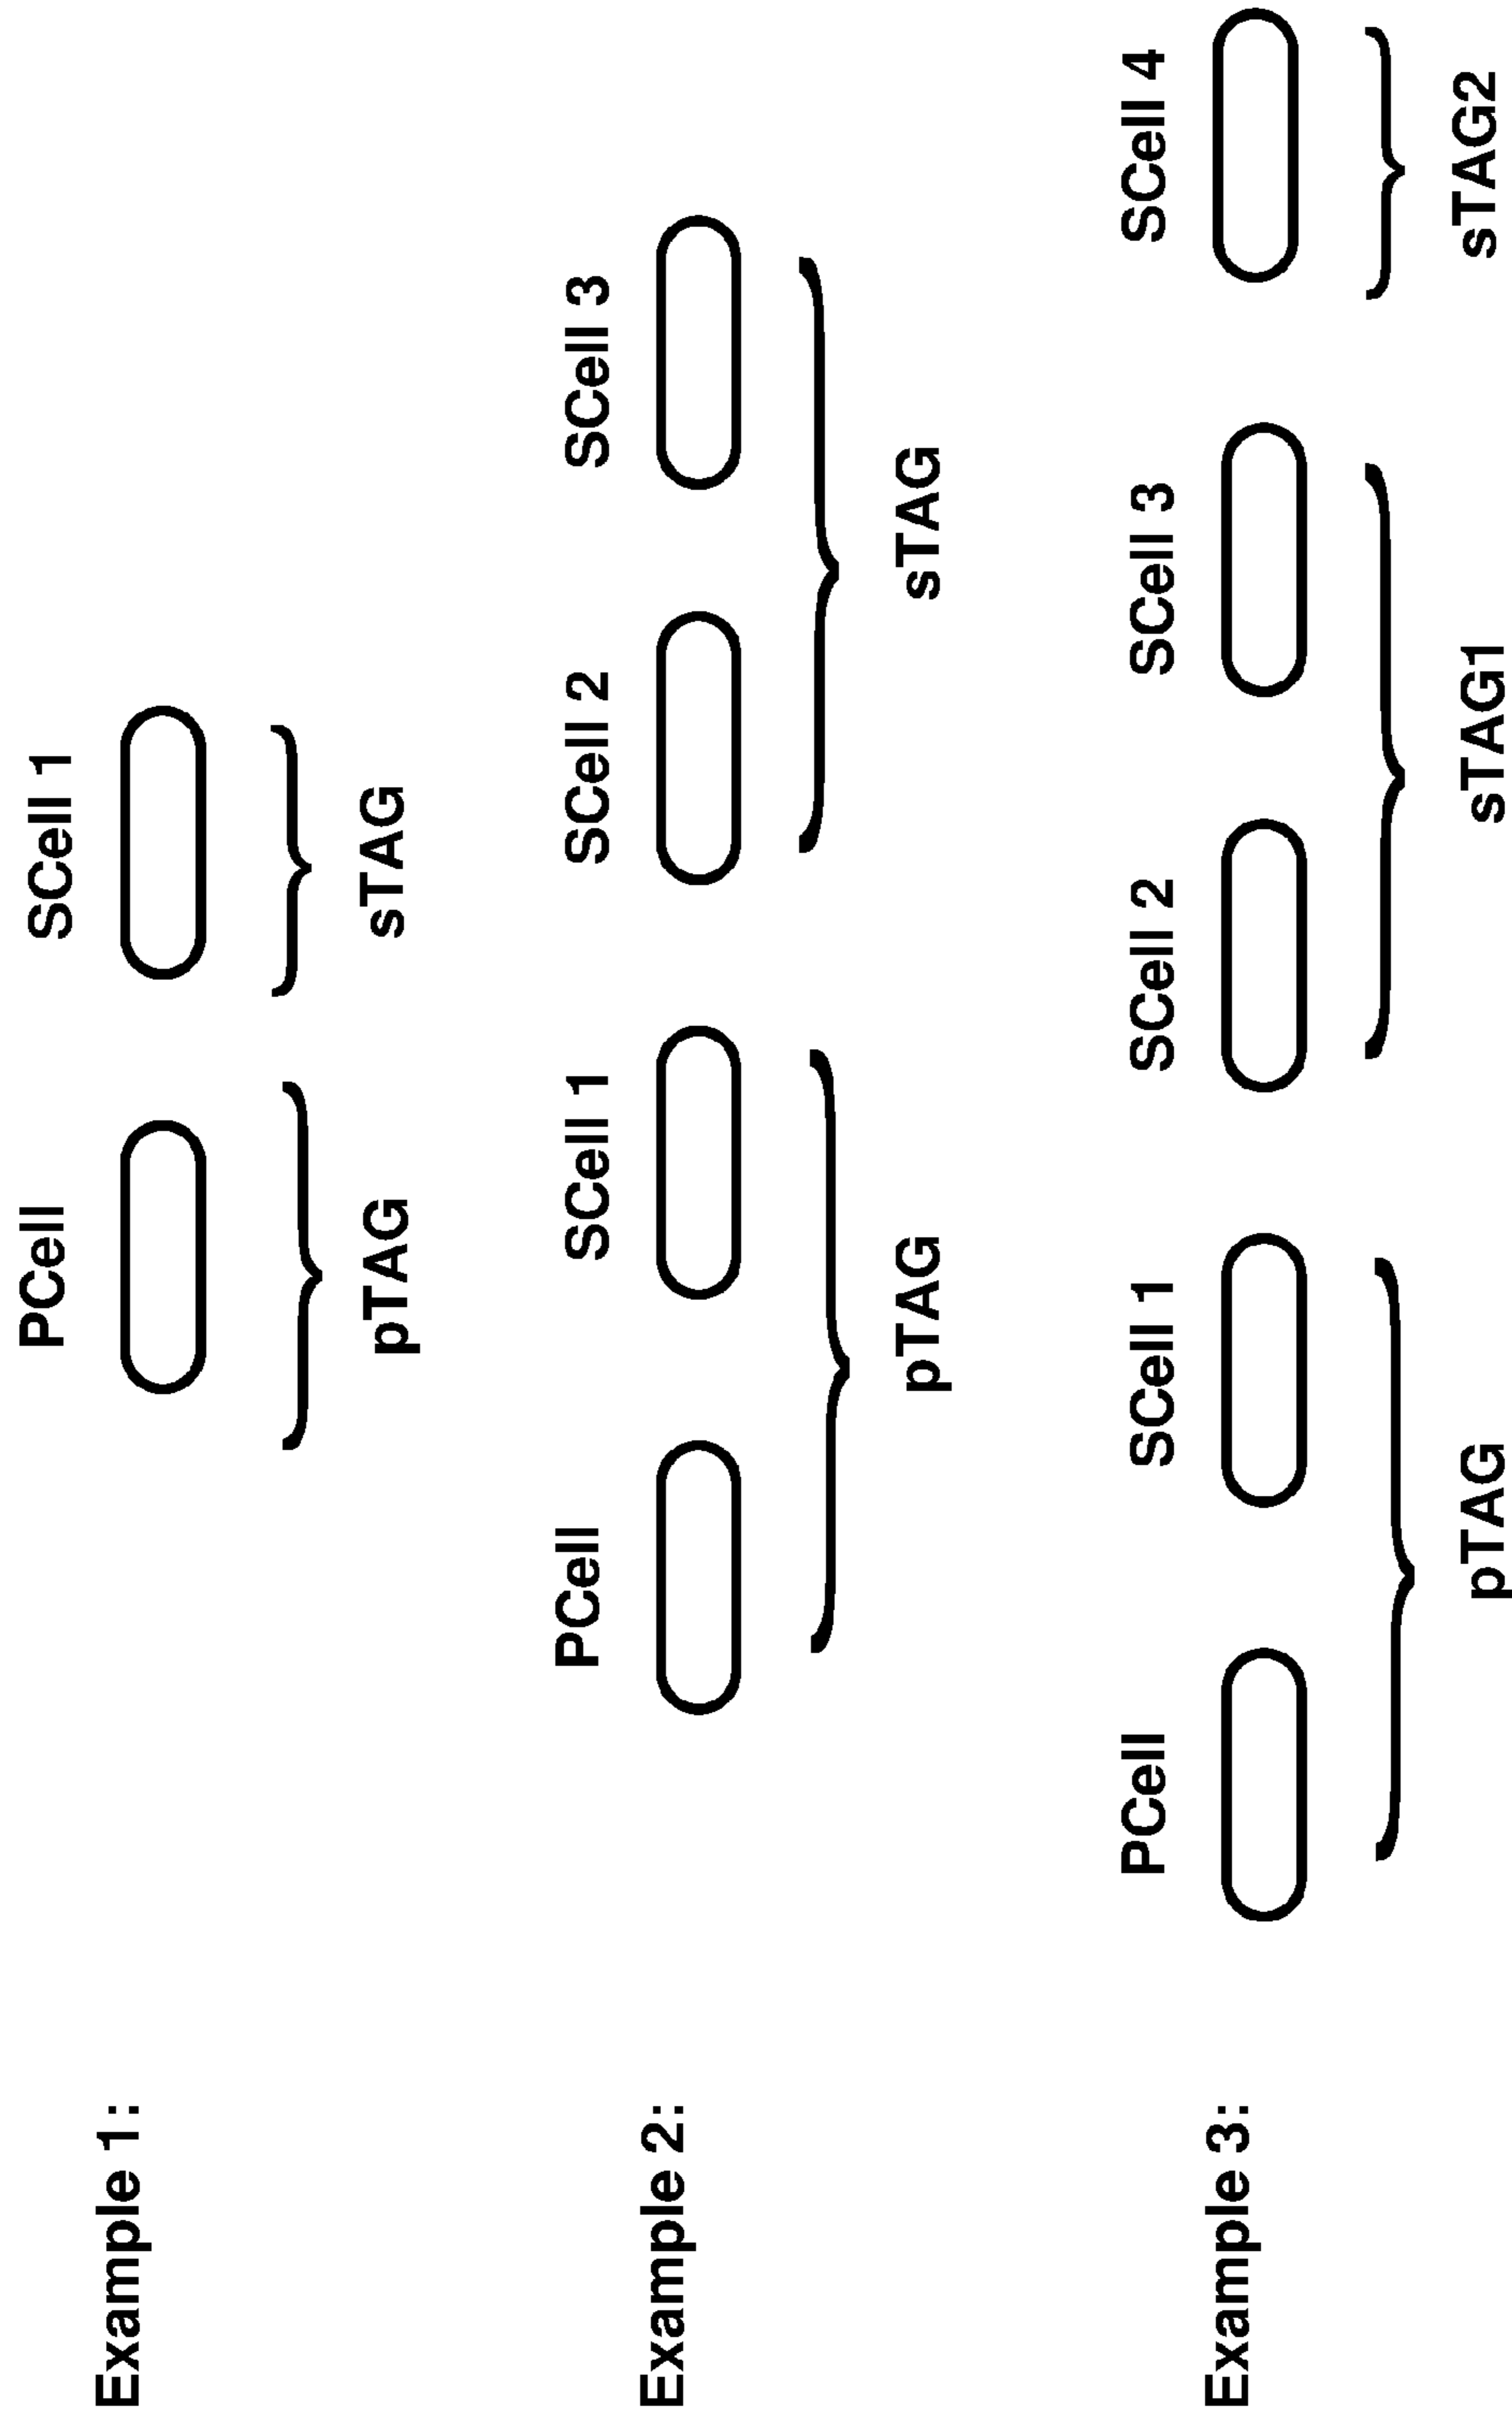 Example 1:
PCell
SCell 1
pTAG
sTAG
Example 2:
PCell
SCell 1
SCell 2
SCell 3
pTAG
sTAG
Example 3:
PCell
SCell 1
SCell 2
SCell 3
SCell 4
pTAG
sTAG1
sTAG2